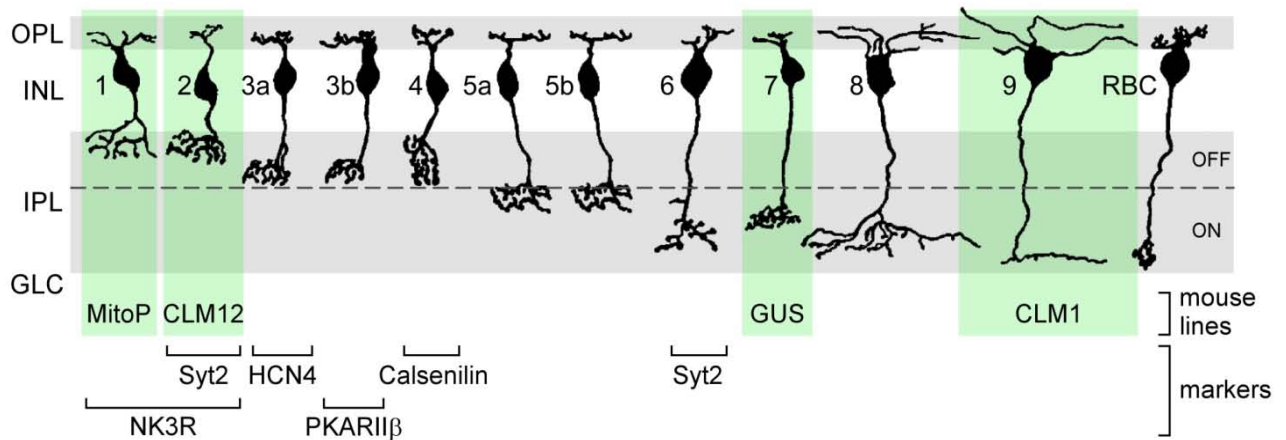 OPL
INL
IPL
GLC
1 2 3a 3b 4 5a 5b 6 7 8 9 RBC
OFF
ON
MitoP CLM12 GUS CLM1
mouse
lines
Syt2 HCN4 Calsenilin Syt2
markers
NK3R PKARIIβ